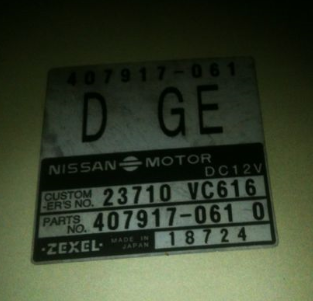 407917-061
D GE
NISSAN MOTOR
DC12V
CUSTOM
-ER'S NO. 23710 VC616
PARTS
NO. 407917-061 0
ZEXEL MADE IN
JAPAN 18724